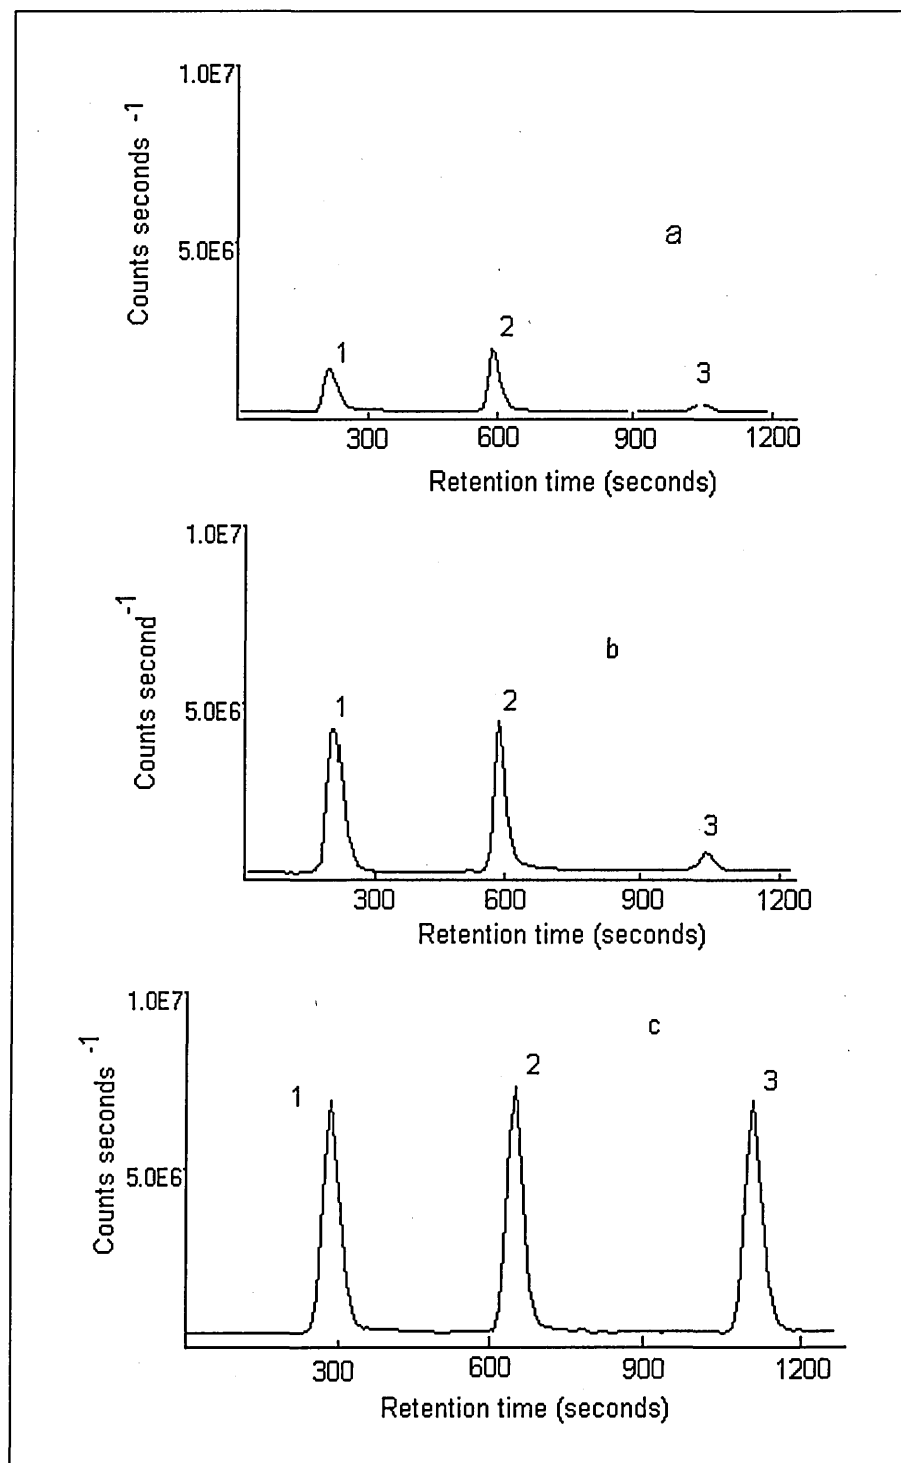 1.0E7
Counts seconds -1
5.0E6
a
2
1
3
300 600 900 1200
Retention time (seconds)
1.0E7
Counts second-1
b
5.0E6
1 2
3
300 600 900 1200
Retention time (seconds)
1.0E7
c
Counts seconds -1
2
3
1
5.0E6
300 600 900 1200
Retention time (seconds)